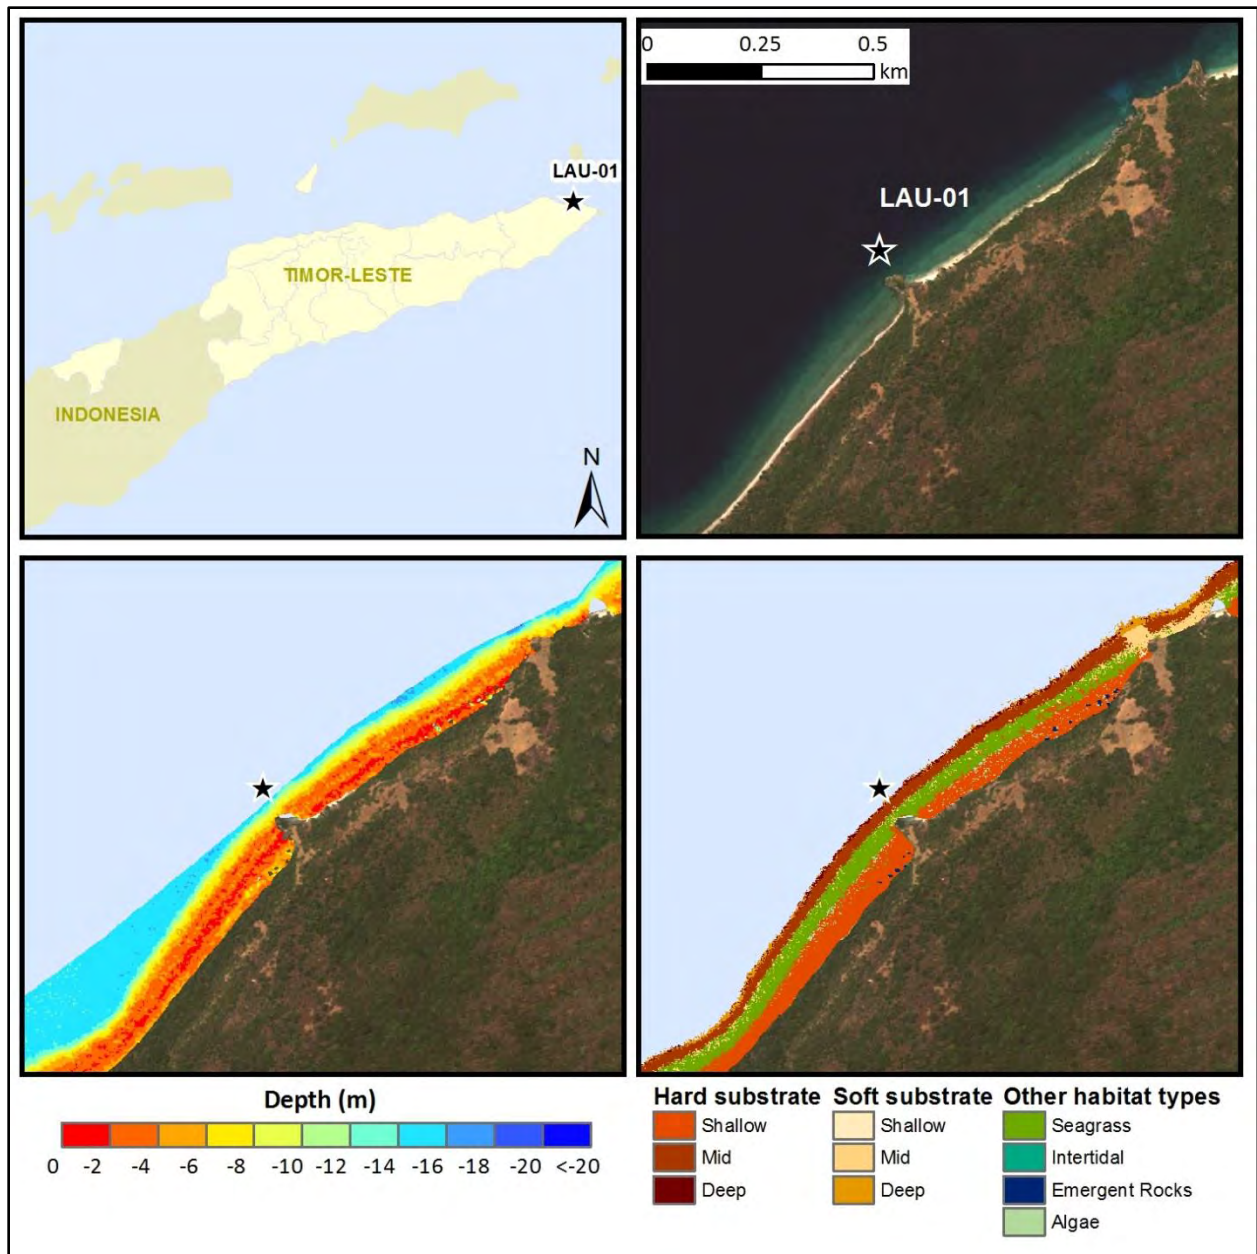 LAU-01
TIMOR-LESTE
INDONESIA
N
0 0.25 0.5
km
LAU-01
Depth (m)
0 -2 -4 -6 -8 -10 -12 -14 -16 -18 -20 <-20
Hard substrate
Shallow
Mid
Deep
Soft substrate
Shallow
Mid
Deep
Other habitat types
Seagrass
Intertidal
Emergent Rocks
Algae